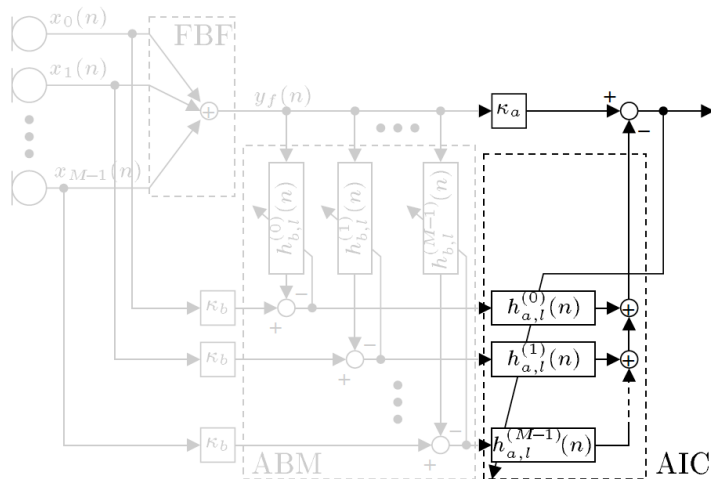 x_0(n)
FBF
x_1(n)
y_f(n)
κ_a
+
−
x_{M−1}(n)
h_{b,l}^{(0)}(n)
h_{b,l}^{(1)}(n)
h_{b,l}^{(M−1)}(n)
κ_b
−
+
h_{a,l}^{(0)}(n)
+
κ_b
−
+
h_{a,l}^{(1)}(n)
+
κ_b
−
+
h_{a,l}^{(M−1)}(n)
ABM
AIC